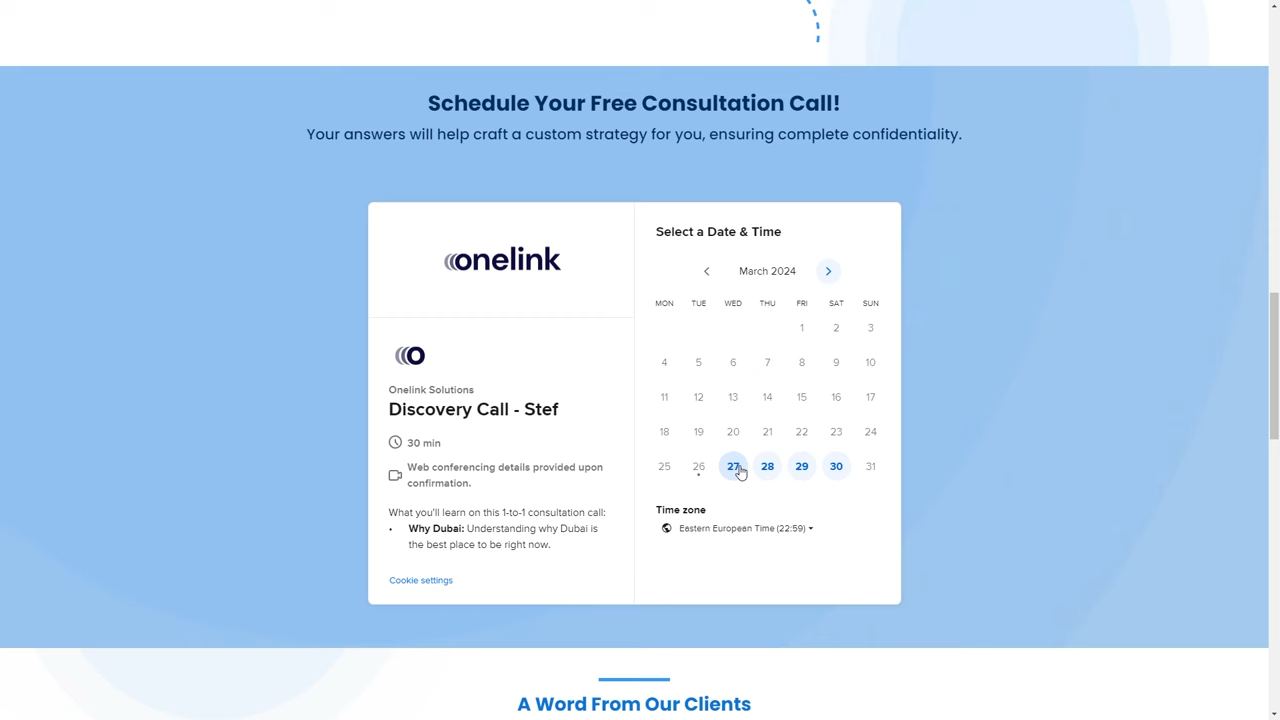 Schedule Your Free Consultation Call!
Your answers will help craft a custom strategy for you, ensuring complete confidentiality.
onelink
Onelink Solutions
Discovery Call - Stef
30 min
Web conferencing details provided upon
confirmation.
What you'll learn on this 1-to-1 consultation call:
• Why Dubai: Understanding why Dubai is
the best place to be right now.
Cookie settings
Select a Date & Time
March 2024
MON TUE WED THU FRI SAT SUN
1 2 3
4 5 6 7 8 9 10
11 12 13 14 15 16 17
18 19 20 21 22 23 24
25 26 27 28 29 30 31
Time zone
Eastern European Time (22:59)
A Word From Our Clients